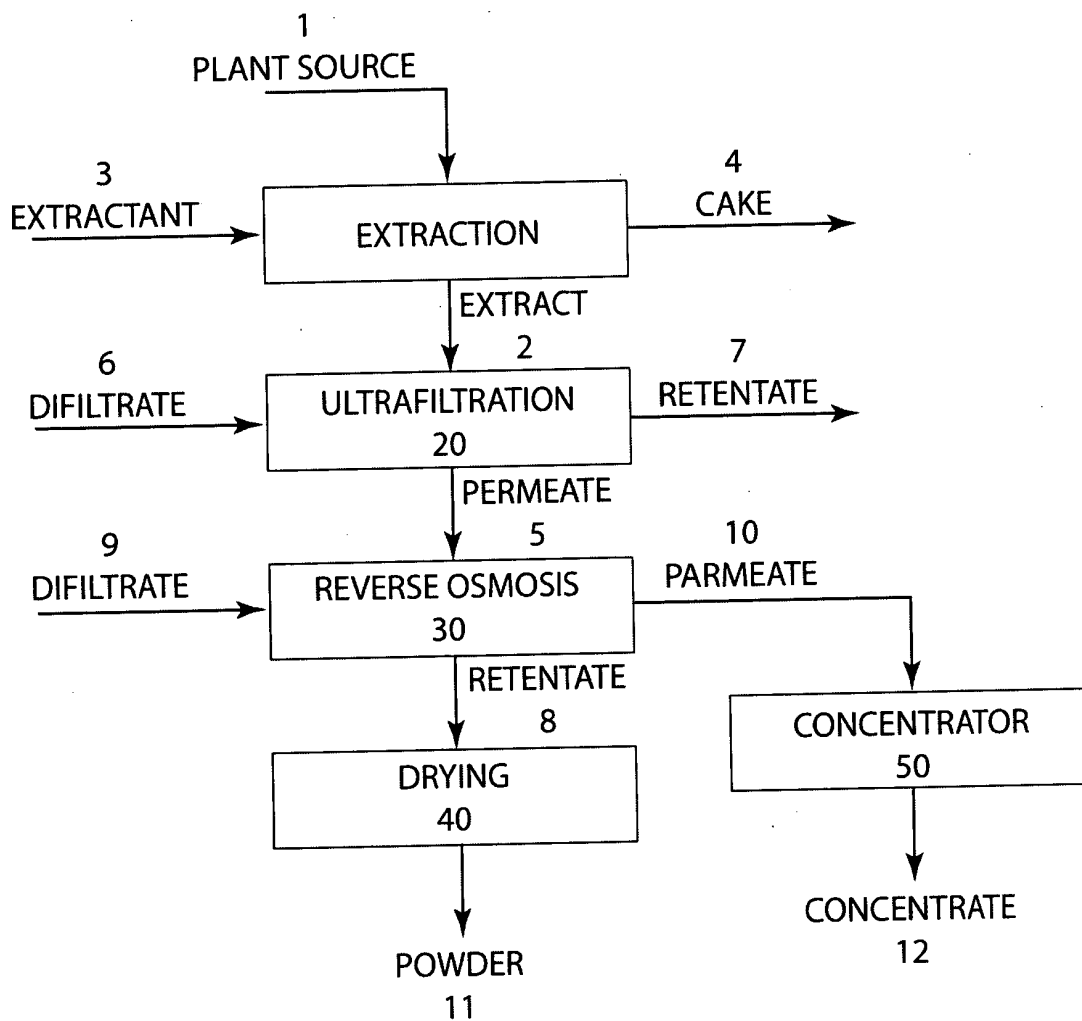 1
PLANT SOURCE
3
EXTRACTANT
EXTRACTION
4
CAKE
EXTRACT
2
6
DIFILTRATE
ULTRAFILTRATION
20
7
RETENTATE
PERMEATE
5
9
DIFILTRATE
REVERSE OSMOSIS
30
10
PARMEATE
RETENTATE
8
CONCENTRATOR
50
DRYING
40
CONCENTRATE
12
POWDER
11